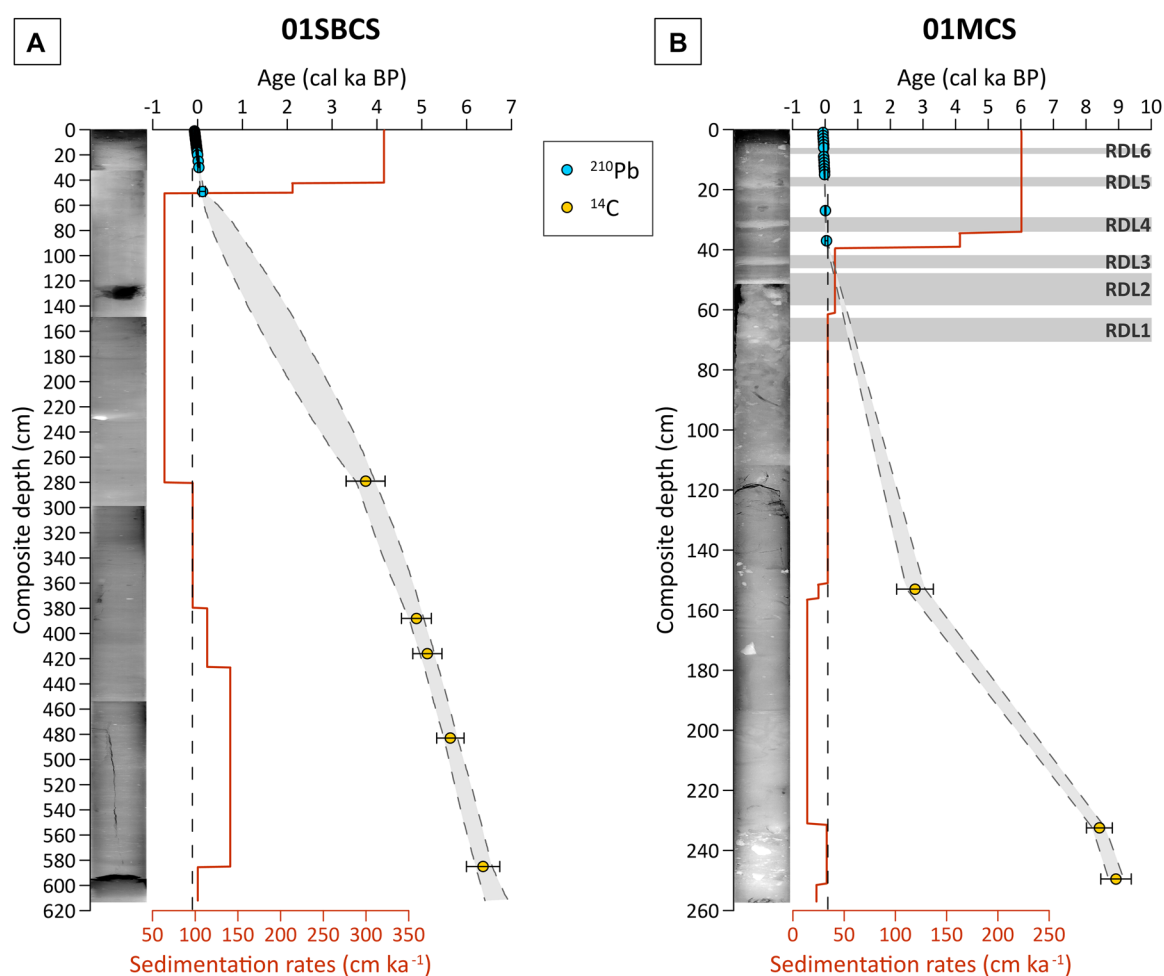 A
01SBCS
Age (cal ka BP)
-1 0 1 2 3 4 5 6 7
Composite depth (cm)
0
20
40
60
80
100
120
140
160
180
200
220
240
260
280
300
320
340
360
380
400
420
440
460
480
500
520
540
560
580
600
620
50 100 150 200 250 300 350
Sedimentation rates (cm ka⁻¹)
²¹⁰Pb
¹⁴C
B
01MCS
Age (cal ka BP)
-1 0 1 2 3 4 5 6 7 8 9 10
Composite depth (cm)
0
20
40
60
80
100
120
140
160
180
200
220
240
260
RDL6
RDL5
RDL4
RDL3
RDL2
RDL1
0 50 100 150 200 250
Sedimentation rates (cm ka⁻¹)